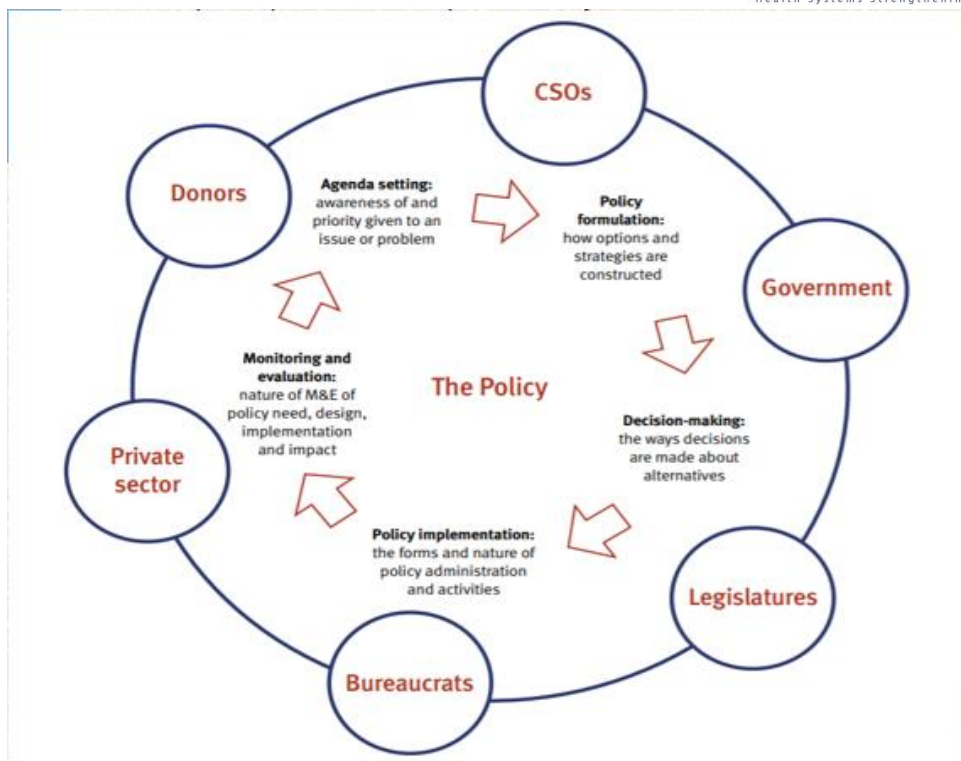 CSOs
Donors
Agenda setting:
awareness of and
priority given to an
issue or problem
Policy
formulation:
how options and
strategies are
constructed
Government
Monitoring and
evaluation:
nature of M&E of
policy need, design,
implementation
and impact
The Policy
Decision-making:
the ways decisions
are made about
alternatives
Private
sector
Policy implementation:
the forms and nature of
policy administration
and activities
Legislatures
Bureaucrats